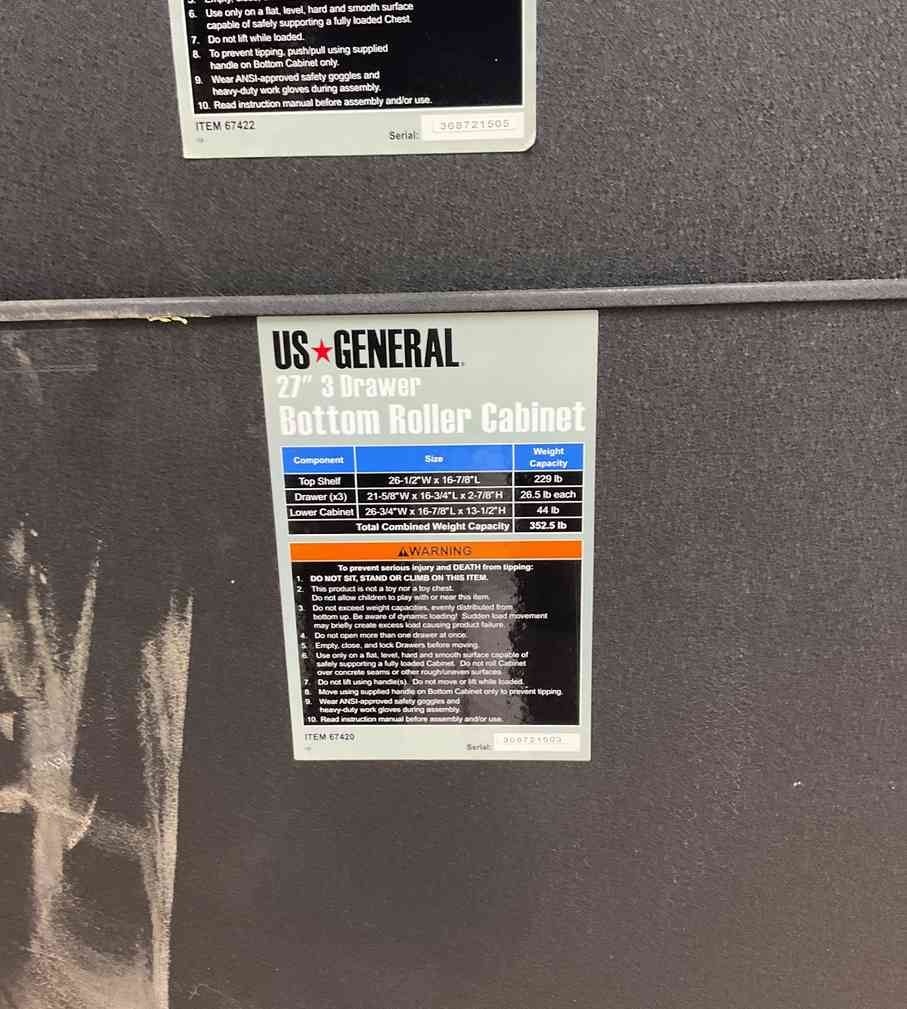 6. Use only on a flat, level, hard and smooth surface
capable of safely supporting a fully loaded Chest.
7. Do not lift while loaded.
8. To prevent tipping, push/pull using supplied
handle on Bottom Cabinet only.
9. Wear ANSI-approved safety goggles and
heavy-duty work gloves during assembly.
10. Read instruction manual before assembly and/or use.
ITEM 67422
Serial: 368721505
US★GENERAL
27" 3 Drawer
Bottom Roller Cabinet
Component Size Weight Capacity
Top Shelf 26-1/2"W x 16-7/8"L 229 lb
Drawer (x3) 21-5/8"W x 16-3/4"L x 2-7/8"H 26.5 lb each
Lower Cabinet 26-3/4"W x 16-7/8"L x 13-1/2"H 44 lb
Total Combined Weight Capacity 352.5 lb
⚠WARNING
To prevent serious injury and DEATH from tipping:
1. DO NOT SIT, STAND OR CLIMB ON THIS ITEM.
2. This product is not a toy nor a toy chest.
Do not allow children to play with or near this item.
3. Do not exceed weight capacities, evenly distributed from
bottom up. Be aware of dynamic loading! Sudden load movement
may briefly create excess load causing product failure.
4. Do not open more than one drawer at once.
5. Empty, close, and lock Drawers before moving.
6. Use only on a flat, level, hard and smooth surface capable of
safely supporting a fully loaded Cabinet. Do not roll Cabinet
over concrete seams or other rough/uneven surfaces.
7. Do not lift using handle(s). Do not move or lift while loaded.
8. Move using supplied handle on Bottom Cabinet only to prevent tipping.
9. Wear ANSI-approved safety goggles and
heavy-duty work gloves during assembly.
10. Read instruction manual before assembly and/or use.
ITEM 67420
Serial: 368721503